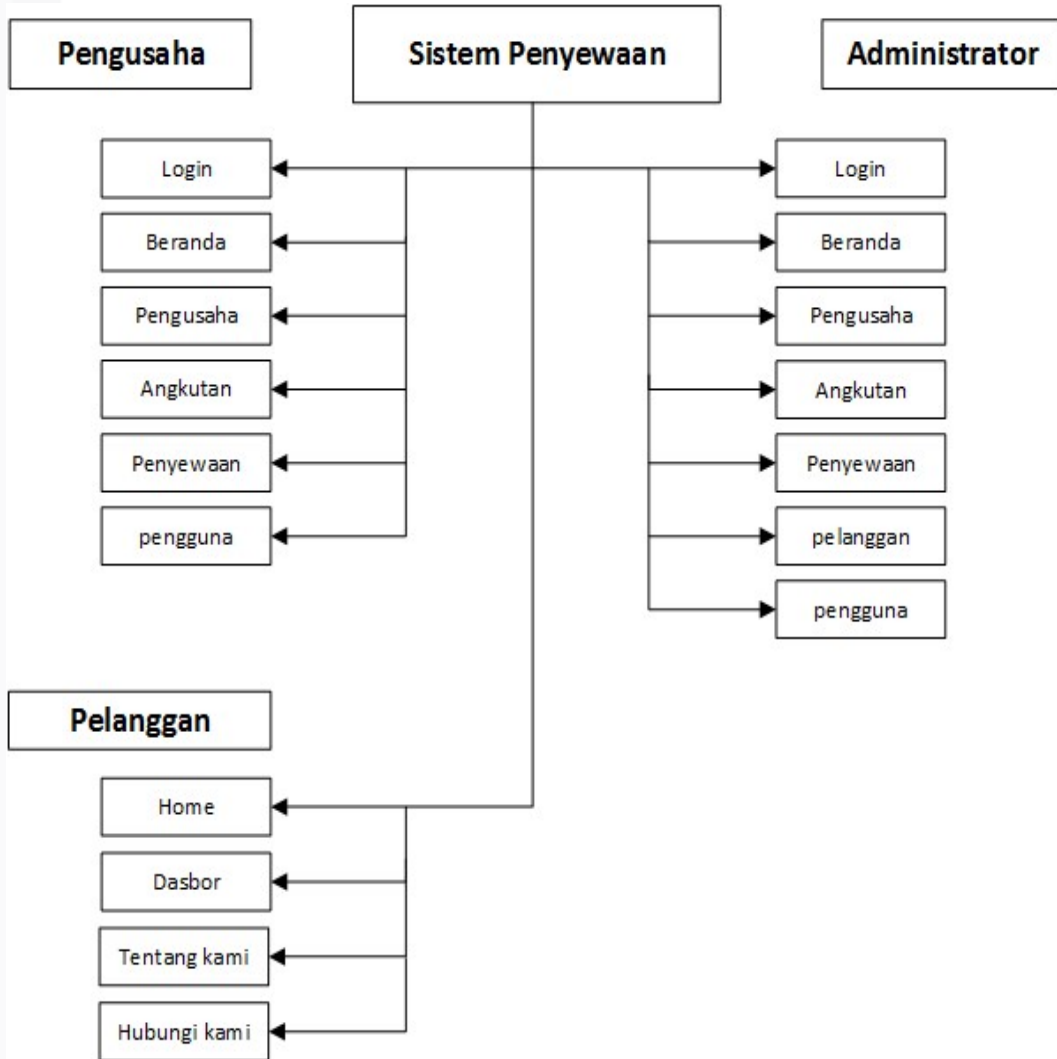 Pengusaha
Sistem Penyewaan
Administrator
Login
Beranda
Pengusaha
Angkutan
Penyewaan
pengguna
Login
Beranda
Pengusaha
Angkutan
Penyewaan
pelanggan
pengguna
Pelanggan
Home
Dasbor
Tentang kami
Hubungi kami